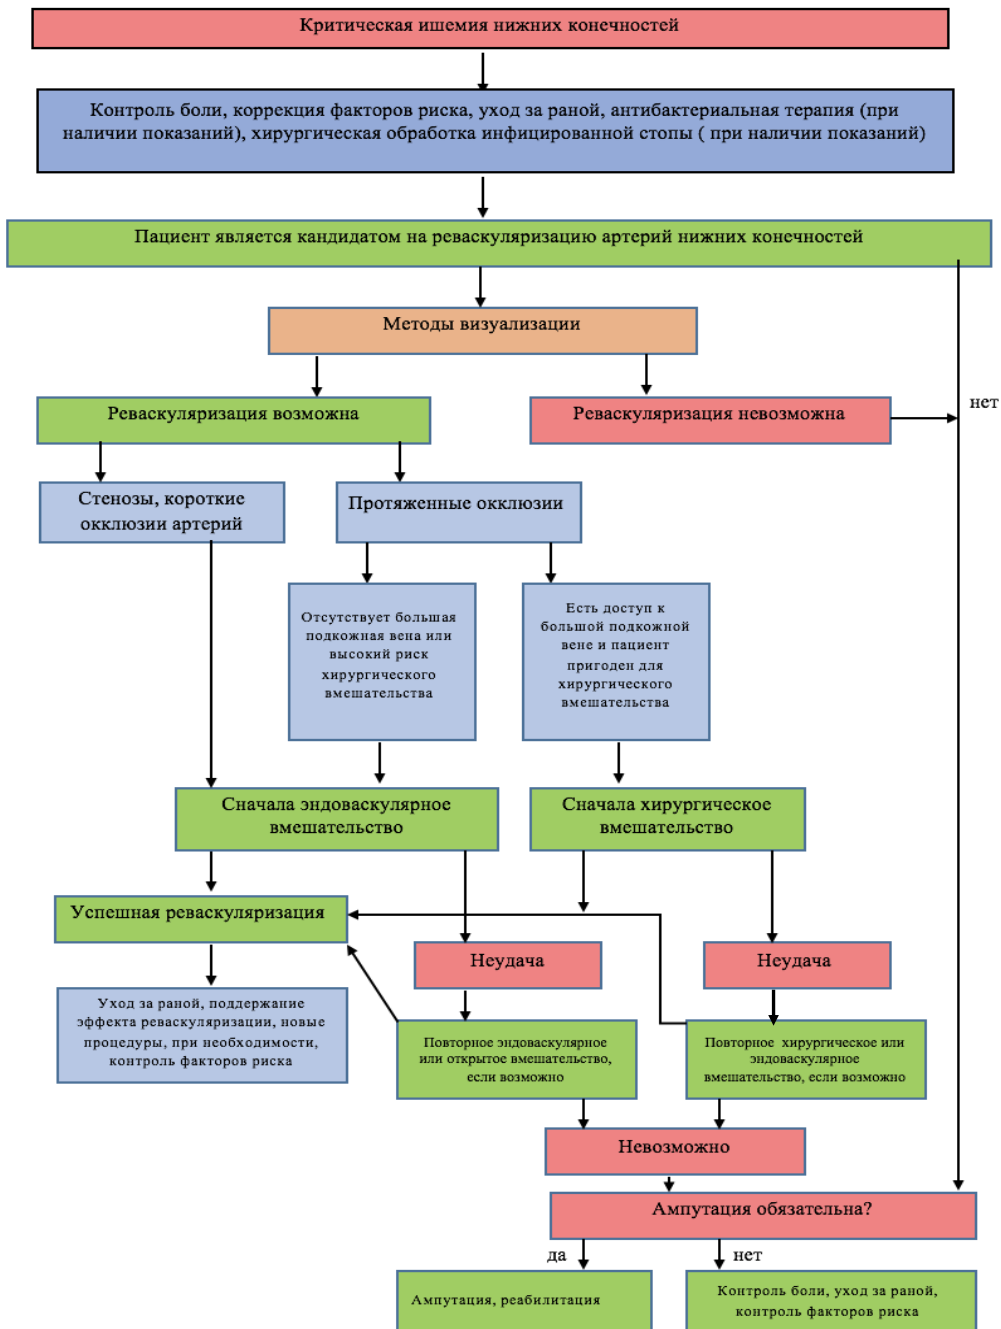 Критическая ишемия нижних конечностей
Контроль боли, коррекция факторов риска, уход за раной, антибактериальная терапия (при
наличии показаний), хирургическая обработка инфицированной стопы ( при наличии показаний)
Пациент является кандидатом на реваскуляризацию артерий нижних конечностей
Методы визуализации
нет
Реваскуляризация возможна
Реваскуляризация невозможна
Стенозы, короткие
окклюзии артерий
Протяженные окклюзии
Отсутствует большая
подкожная вена или
высокий риск
хирургического
вмешательства
Есть доступ к
большой подкожной
вене и пациент
пригоден для
хирургического
вмешательства
Сначала эндоваскулярное
вмешательство
Сначала хирургическое
вмешательство
Успешная реваскуляризация
Неудача
Неудача
Уход за раной, поддержание
эффекта реваскуляризации, новые
процедуры, при необходимости,
контроль факторов риска
Повторное эндоваскулярное
или открытое вмешательство,
если возможно
Повторное хирургическое или
эндоваскулярное
вмешательство, если возможно
Невозможно
Ампутация обязательна?
да
нет
Ампутация, реабилитация
Контроль боли, уход за раной,
контроль факторов риска